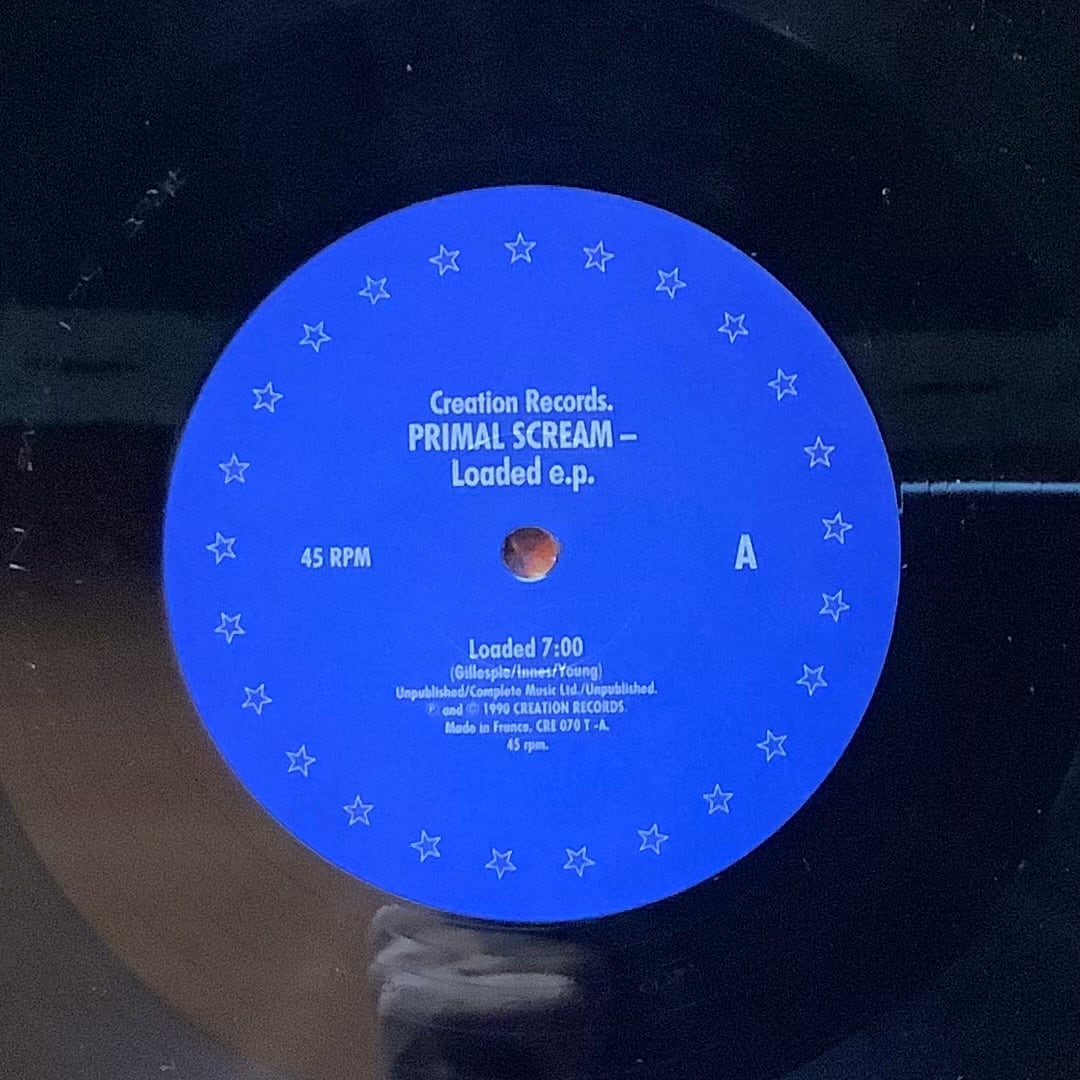 Creation Records.
PRIMAL SCREAM –
Loaded e.p.
45 RPM
A
Loaded 7:00
(Gillespie/Innes/Young)
Unpublished/Complete Music Ltd./Unpublished.
℗ and © 1990 CREATION RECORDS
Made in France. CRE 070 T -A.
45 rpm.